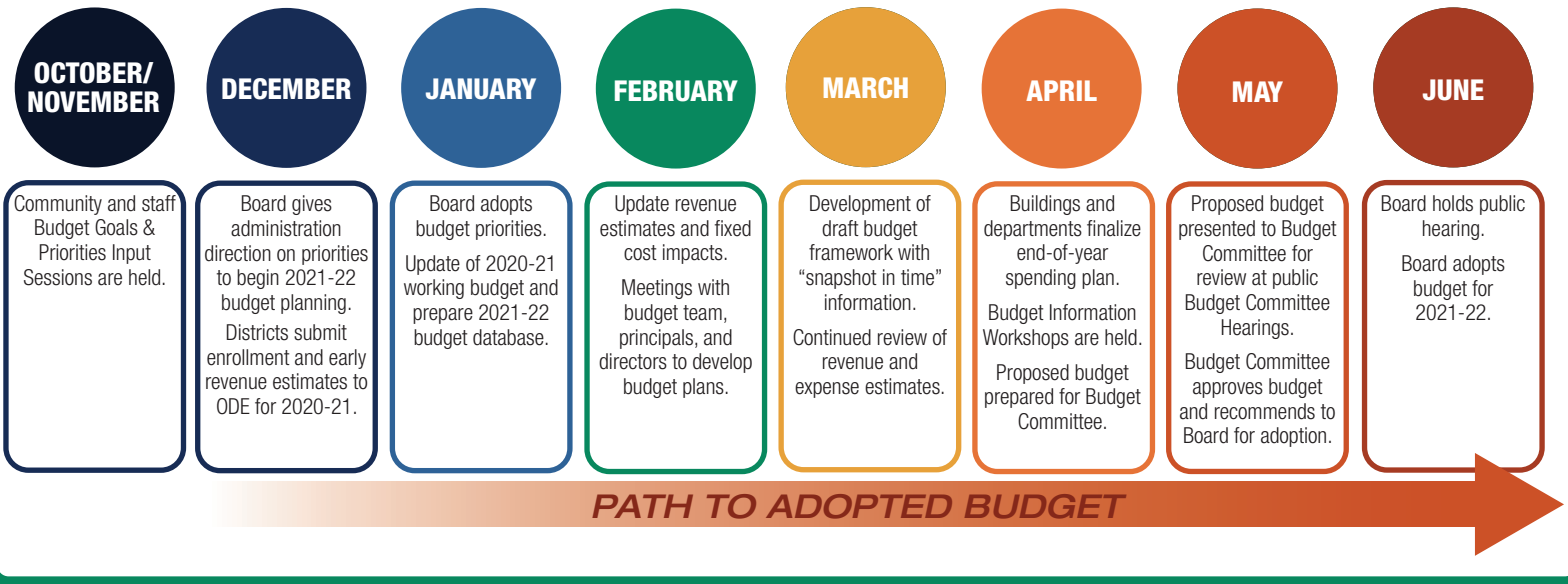 OCTOBER/
NOVEMBER
DECEMBER
JANUARY
FEBRUARY
MARCH
APRIL
MAY
JUNE
Community and staff
Budget Goals &
Priorities Input
Sessions are held.
Board gives
administration
direction on priorities
to begin 2021-22
budget planning.
Districts submit
enrollment and early
revenue estimates to
ODE for 2020-21.
Board adopts
budget priorities.
Update of 2020-21
working budget and
prepare 2021-22
budget database.
Update revenue
estimates and fixed
cost impacts.
Meetings with
budget team,
principals, and
directors to develop
budget plans.
Development of
draft budget
framework with
“snapshot in time”
information.
Continued review of
revenue and
expense estimates.
Buildings and
departments finalize
end-of-year
spending plan.
Budget Information
Workshops are held.
Proposed budget
prepared for Budget
Committee.
Proposed budget
presented to Budget
Committee for
review at public
Budget Committee
Hearings.
Budget Committee
approves budget
and recommends to
Board for adoption.
Board holds public
hearing.
Board adopts
budget for
2021-22.
PATH TO ADOPTED BUDGET